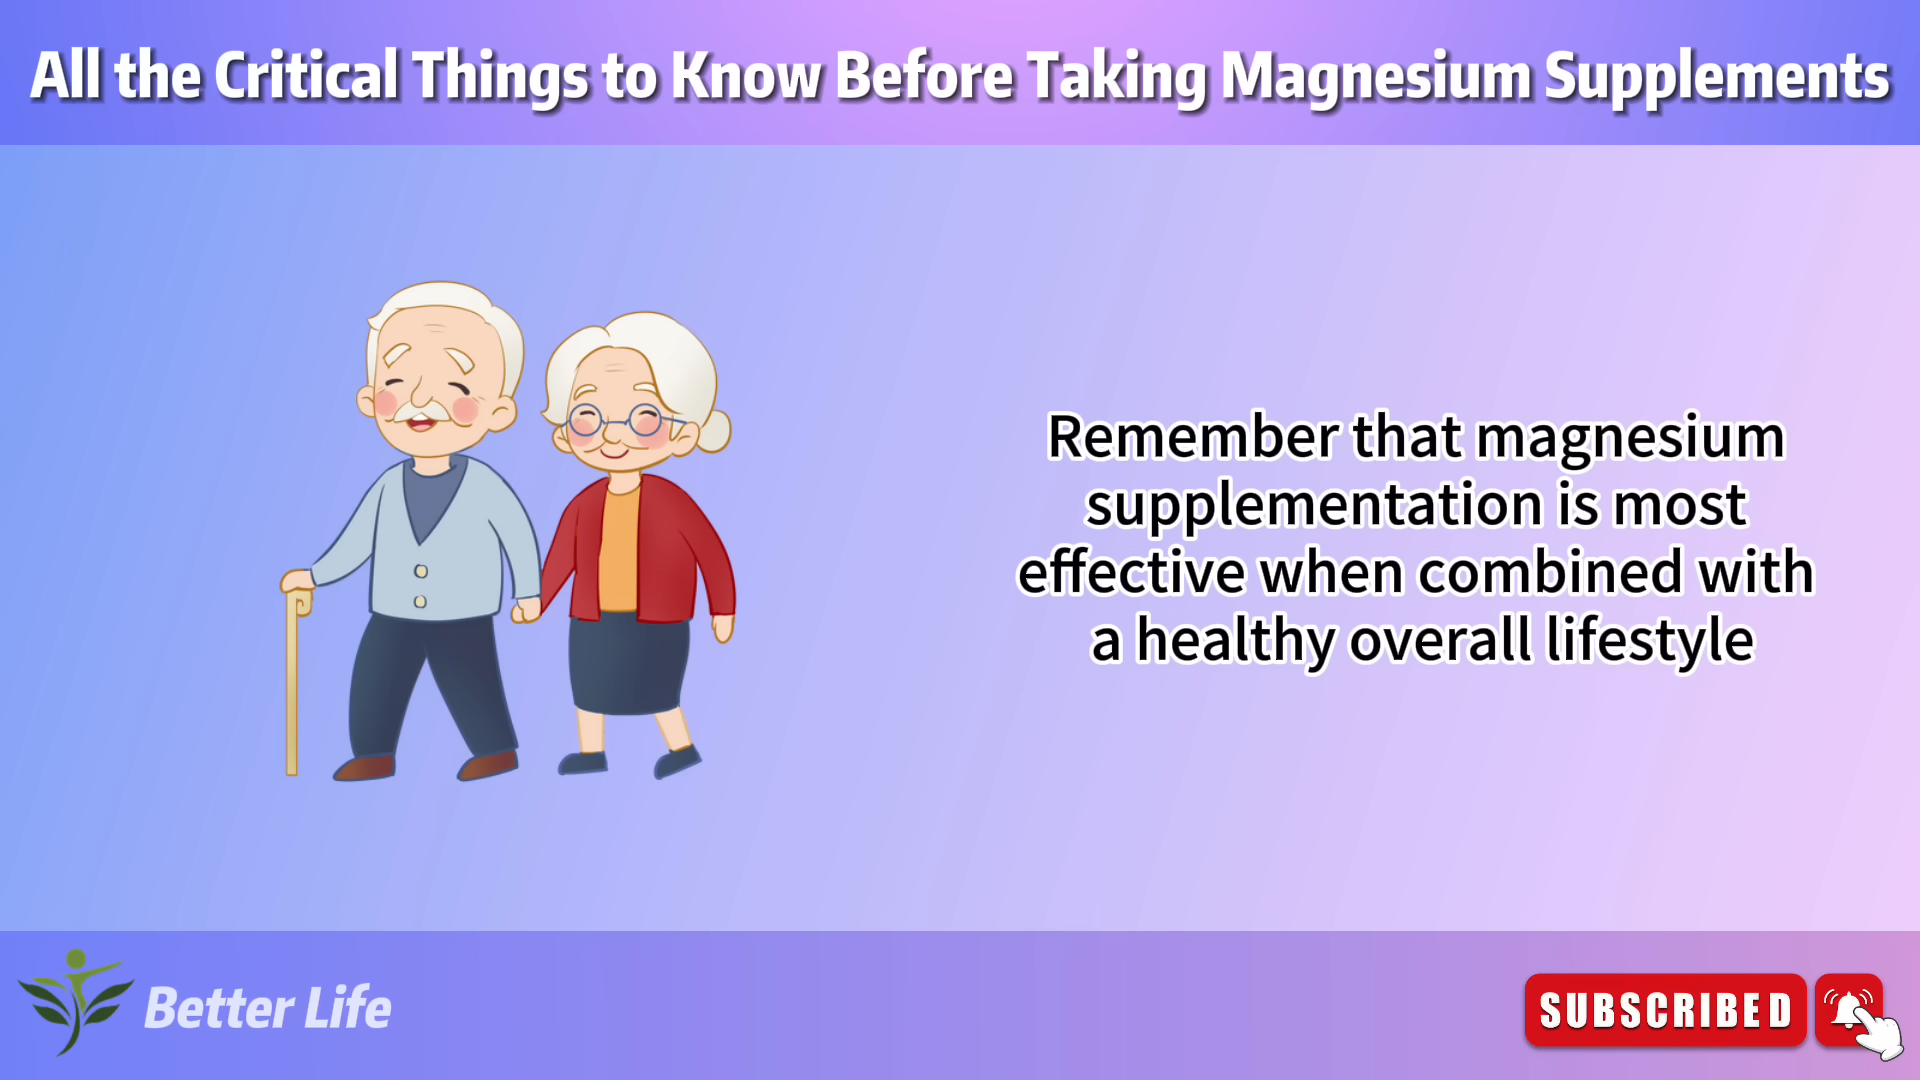 All the Critical Things to Know Before Taking Magnesium Supplements
Remember that magnesium
supplementation is most
effective when combined with
a healthy overall lifestyle
Better Life
SUBSCRIBED